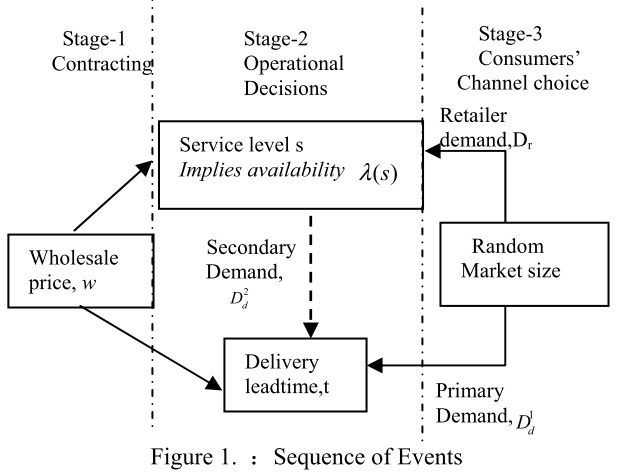 Stage-1
Contracting
Stage-2
Operational
Decisions
Stage-3
Consumers'
Channel choice
Retailer
demand,Dᵣ
Service level s
Implies availability λ(s)
Wholesale
price, w
Secondary
Demand,
D_d^2
Random
Market size
Delivery
leadtime,t
Primary
Demand, D_d^1
Figure 1. : Sequence of Events